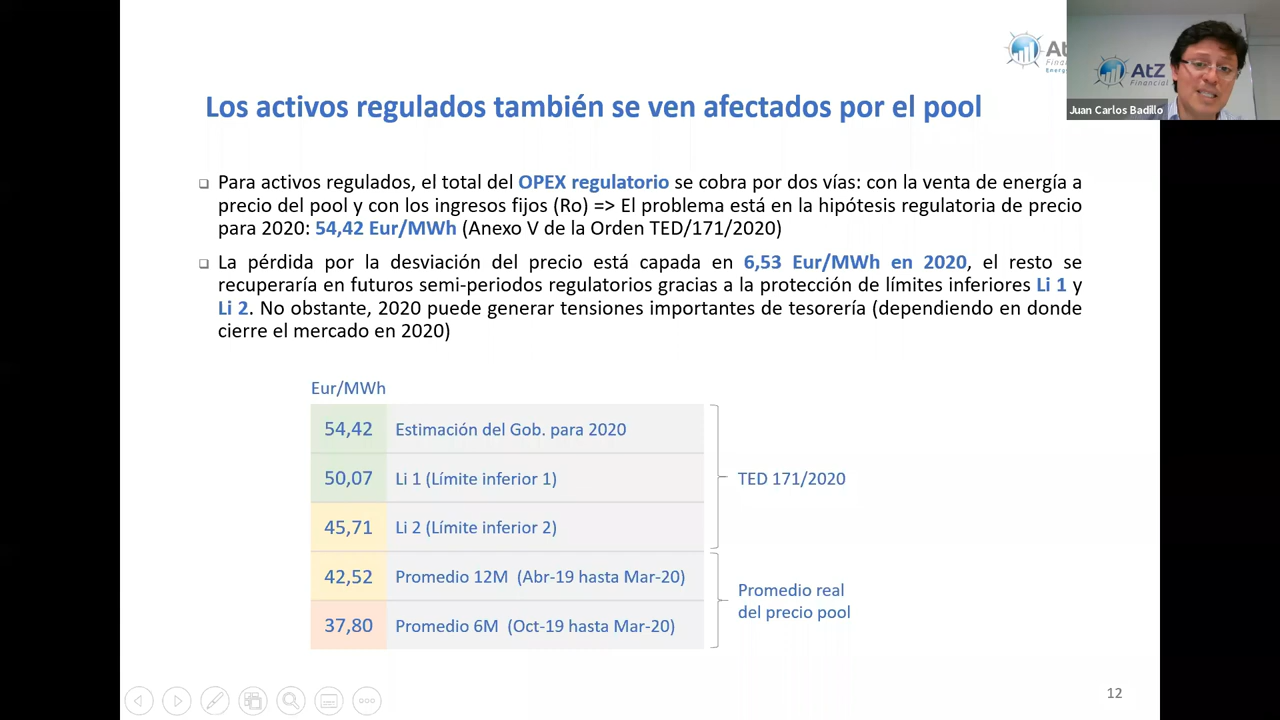 Los activos regulados también se ven afectados por el pool
Para activos regulados, el total del OPEX regulatorio se cobra por dos vías: con la venta de energía a
precio del pool y con los ingresos fijos (Ro) => El problema está en la hipótesis regulatoria de precio
para 2020: 54,42 Eur/MWh (Anexo V de la Orden TED/171/2020)
La pérdida por la desviación del precio está capada en 6,53 Eur/MWh en 2020, el resto se
recuperaría en futuros semi-periodos regulatorios gracias a la protección de límites inferiores Li 1 y
Li 2. No obstante, 2020 puede generar tensiones importantes de tesorería (dependiendo en donde
cierre el mercado en 2020)
Eur/MWh
54,42 Estimación del Gob. para 2020
50,07 Li 1 (Límite inferior 1)
TED 171/2020
45,71 Li 2 (Límite inferior 2)
42,52 Promedio 12M (Abr-19 hasta Mar-20)
Promedio real
del precio pool
37,80 Promedio 6M (Oct-19 hasta Mar-20)
12
AtZ
Financial
Juan Carlos Badillo